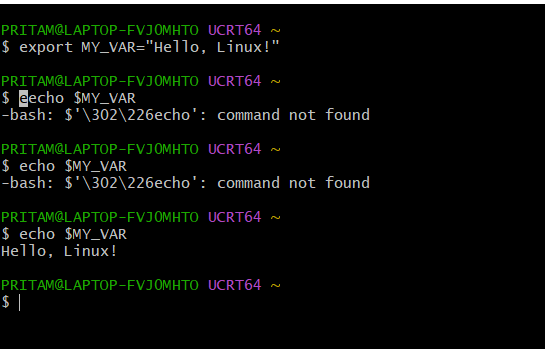 PRITAM@LAPTOP-FVJ0MHTO UCRT64 ~
$ export MY_VAR="Hello, Linux!"
PRITAM@LAPTOP-FVJ0MHTO UCRT64 ~
$ eecho $MY_VAR
-bash: $'\302\226echo': command not found
PRITAM@LAPTOP-FVJ0MHTO UCRT64 ~
$ echo $MY_VAR
-bash: $'\302\226echo': command not found
PRITAM@LAPTOP-FVJ0MHTO UCRT64 ~
$ echo $MY_VAR
Hello, Linux!
PRITAM@LAPTOP-FVJ0MHTO UCRT64 ~
$